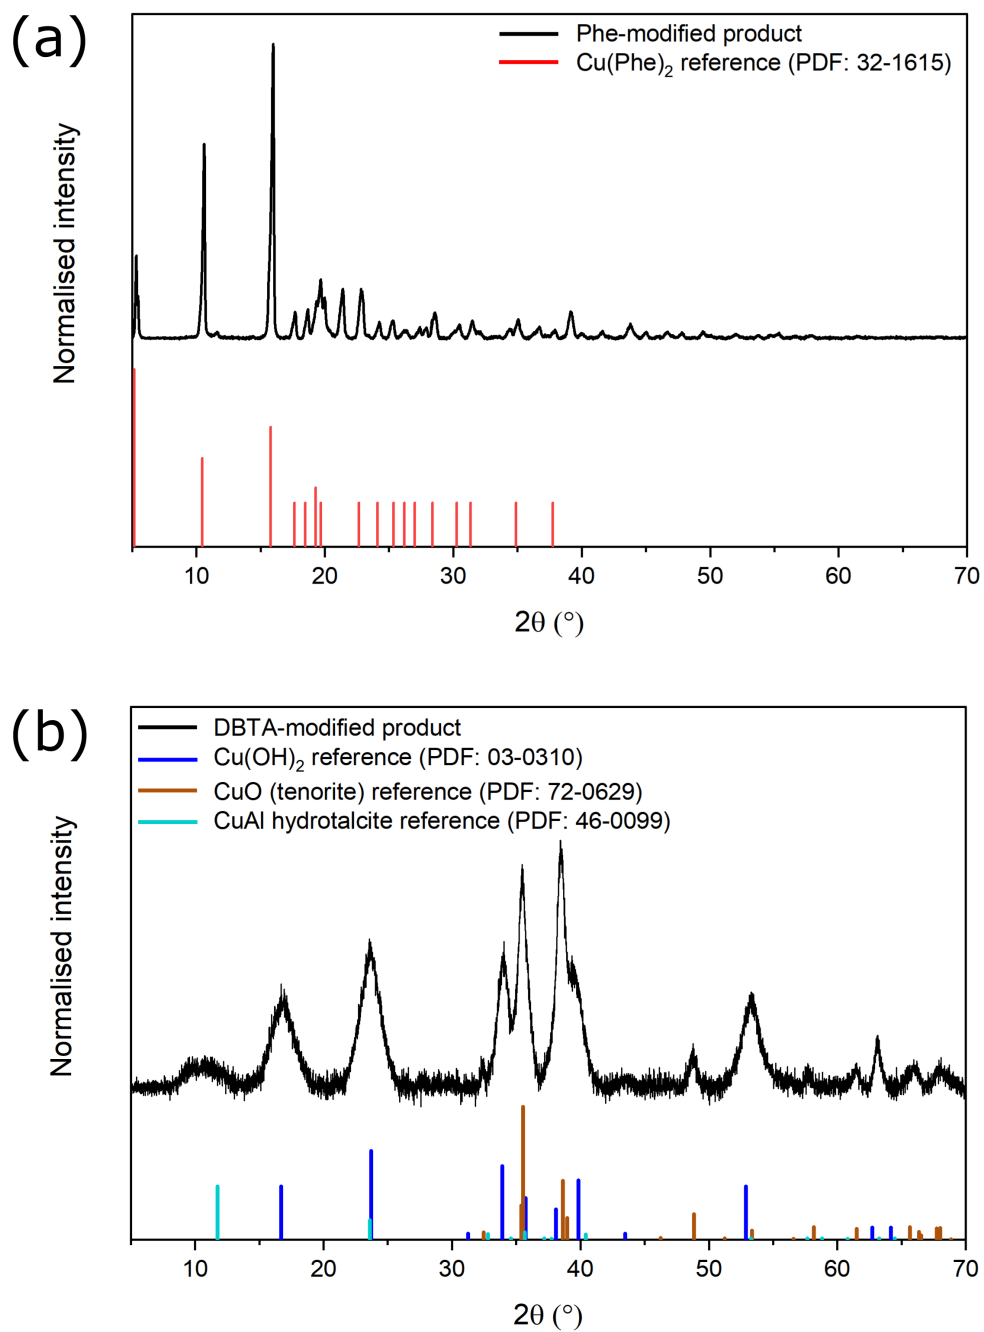 (a)
Phe-modified product
Cu(Phe)₂ reference (PDF: 32-1615)
Normalised intensity
10 20 30 40 50 60 70
2θ (°)
(b)
DBTA-modified product
Cu(OH)₂ reference (PDF: 03-0310)
CuO (tenorite) reference (PDF: 72-0629)
CuAl hydrotalcite reference (PDF: 46-0099)
Normalised intensity
10 20 30 40 50 60 70
2θ (°)